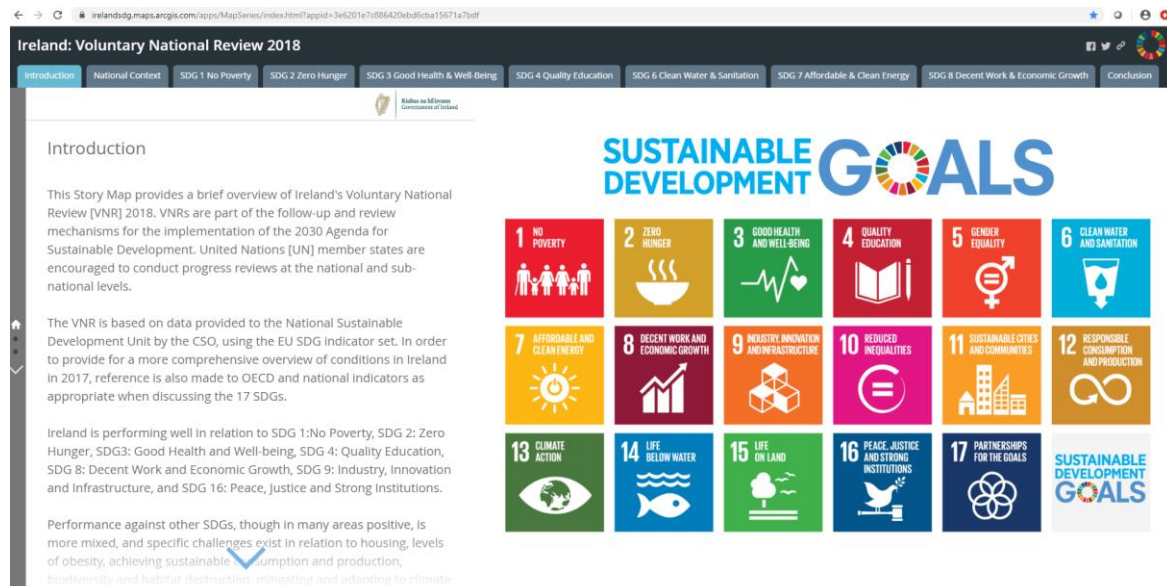 irelandsdg.maps.arcgis.com/apps/MapSeries/index.html?appid=3e6201e7c886420ebd6cba15671a7bdf
Ireland: Voluntary National Review 2018
Introduction
National Context
SDG 1 No Poverty
SDG 2 Zero Hunger
SDG 3 Good Health & Well-Being
SDG 4 Quality Education
SDG 6 Clean Water & Sanitation
SDG 7 Affordable & Clean Energy
SDG 8 Decent Work & Economic Growth
Conclusion
Rialtas na hÉireann
Government of Ireland
Introduction
This Story Map provides a brief overview of Ireland's Voluntary National
Review [VNR] 2018. VNRs are part of the follow-up and review
mechanisms for the implementation of the 2030 Agenda for
Sustainable Development. United Nations [UN] member states are
encouraged to conduct progress reviews at the national and sub-
national levels.
The VNR is based on data provided to the National Sustainable
Development Unit by the CSO, using the EU SDG indicator set. In order
to provide for a more comprehensive overview of conditions in Ireland
in 2017, reference is also made to OECD and national indicators as
appropriate when discussing the 17 SDGs.
Ireland is performing well in relation to SDG 1:No Poverty, SDG 2: Zero
Hunger, SDG3: Good Health and Well-being, SDG 4: Quality Education,
SDG 8: Decent Work and Economic Growth, SDG 9: Industry, Innovation
and Infrastructure, and SDG 16: Peace, Justice and Strong Institutions.
Performance against other SDGs, though in many areas positive, is
more mixed, and specific challenges exist in relation to housing, levels
of obesity, achieving sustainable consumption and production,
biodiversity and habitat destruction, mitigating and adapting to climate
SUSTAINABLE
DEVELOPMENT
GOALS
1 NO
POVERTY
2 ZERO
HUNGER
3 GOOD HEALTH
AND WELL-BEING
4 QUALITY
EDUCATION
5 GENDER
EQUALITY
6 CLEAN WATER
AND SANITATION
7 AFFORDABLE AND
CLEAN ENERGY
8 DECENT WORK AND
ECONOMIC GROWTH
9 INDUSTRY, INNOVATION
AND INFRASTRUCTURE
10 REDUCED
INEQUALITIES
11 SUSTAINABLE CITIES
AND COMMUNITIES
12 RESPONSIBLE
CONSUMPTION
AND PRODUCTION
13 CLIMATE
ACTION
14 LIFE
BELOW WATER
15 LIFE
ON LAND
16 PEACE, JUSTICE
AND STRONG
INSTITUTIONS
17 PARTNERSHIPS
FOR THE GOALS
SUSTAINABLE
DEVELOPMENT
GOALS